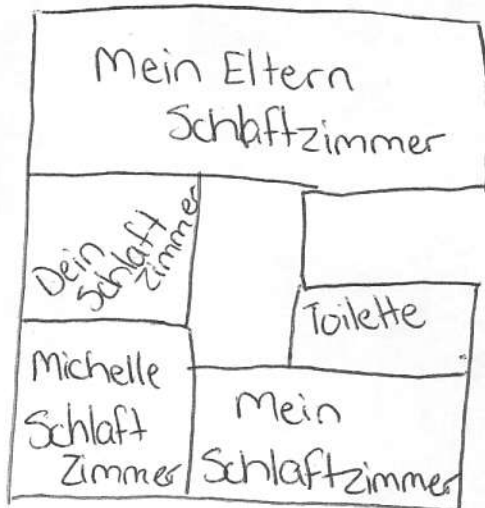 Mein Eltern
Schlaftzimmer
Dein
Schlaft
zimmer
Toilette
Michelle
Schlaft
Zimmer
Mein
Schlaftzimmer